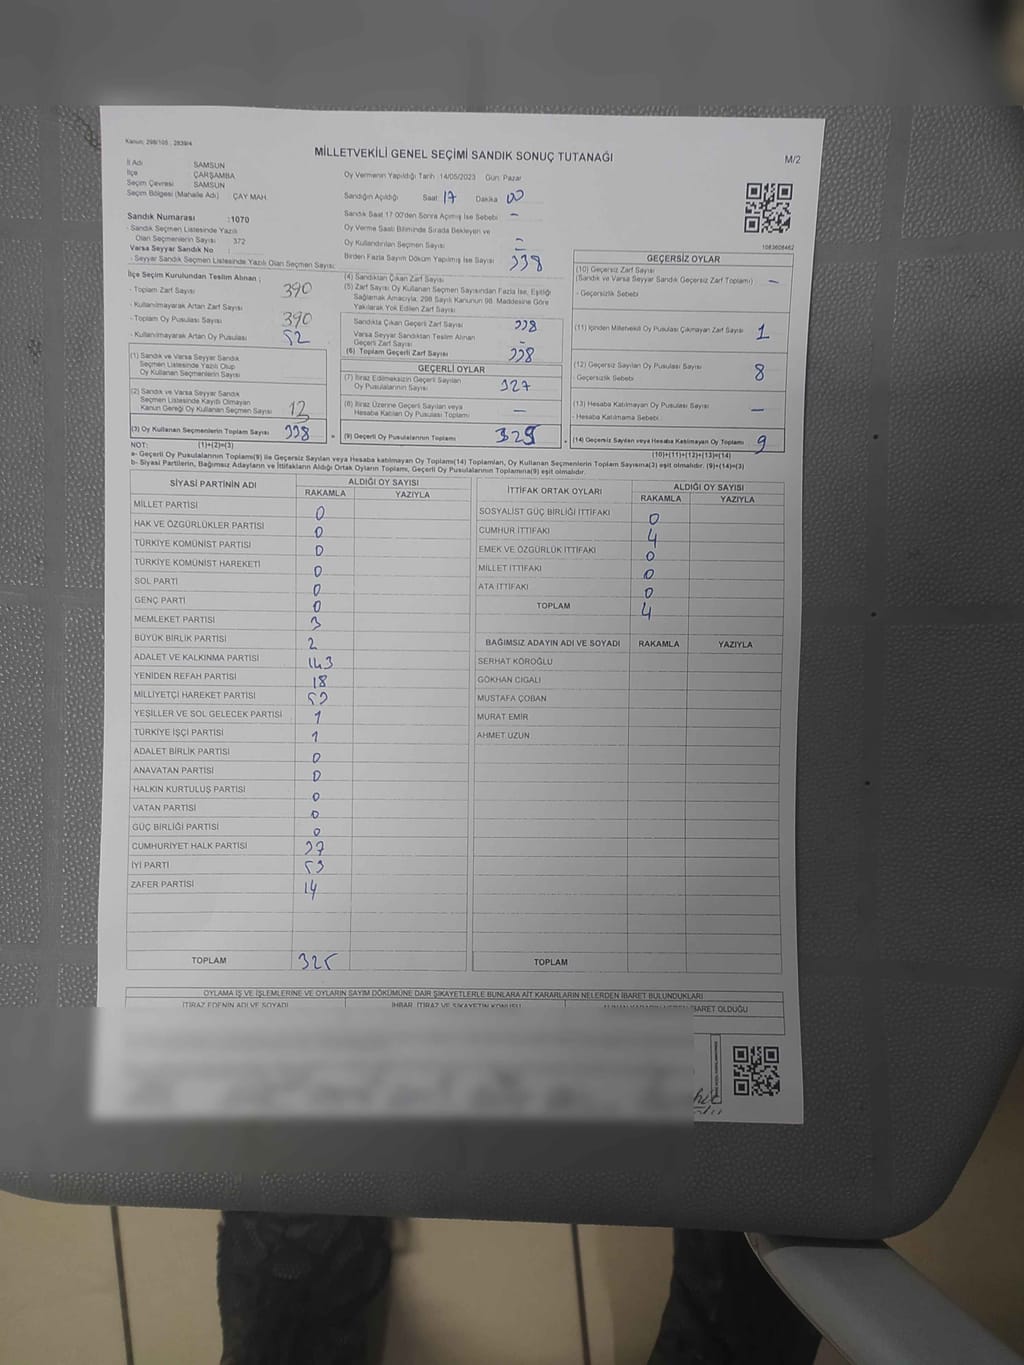 Kanun: 298/105 , 2839/4
MİLLETVEKİLİ GENEL SEÇİMİ SANDIK SONUÇ TUTANAĞI
M/2
İl Adı SAMSUN
İlçe ÇARŞAMBA
Seçim Çevresi SAMSUN
Seçim Bölgesi (Mahalle Adı) ÇAY MAH.
Sandık Numarası :1070
- Sandık Seçmen Listesinde Yazılı
Olan Seçmenlerin Sayısı 372
Varsa Seyyar Sandık No
- Seyyar Sandık Seçmen Listesinde Yazılı Olan Seçmen Sayısı:
Oy Vermenin Yapıldığı Tarih :14/05/2023 Gün: Pazar
Sandığın Açıldığı Saat 17 Dakika 00
Sandık Saat 17 00'den Sonra Açımış İse Sebebi -
Oy Verme Saati Bitiminde Sırada Bekleyen ve
Oy Kullandırılan Seçmen Sayısı -
Birden Fazla Sayım Döküm Yapılmış İse Sayısı 338
1083608462
İlçe Seçim Kurulundan Teslim Alınan ;
- Toplam Zarf Sayısı 390
- Kullanılmayarak Artan Zarf Sayısı
- Toplam Oy Pusulası Sayısı 390
- Kullanılmayarak Artan Oy Pusulası 52
(1) Sandık ve Varsa Seyyar Sandık
Seçmen Listesinde Yazılı Olup
Oy Kullanan Seçmenlerin Sayısı
(2) Sandık ve Varsa Seyyar Sandık
Seçmen Listesinde Kayıtlı Olmayan
Kanun Gereği Oy Kullanan Seçmen Sayısı 12
(3) Oy Kullanan Seçmenlerin Toplam Sayısı 338
(4) Sandıktan Çıkan Zarf Sayısı
(5) Zarf Sayısı Oy Kullanan Seçmen Sayısından Fazla İse, Eşitliği
Sağlamak Amacıyla, 298 Sayılı Kanunun 98. Maddesine Göre
Yakılarak Yok Edilen Zarf Sayısı
Sandıkta Çıkan Geçerli Zarf Sayısı 338
Varsa Seyyar Sandıktan Teslim Alınan
Geçerli Zarf Sayısı -
(6) Toplam Geçerli Zarf Sayısı 338
GEÇERLİ OYLAR
(7) İtiraz Edilmeksizin Geçerli Sayılan
Oy Pusulalarının Sayısı 327
(8) İtiraz Üzerine Geçerli Sayılan veya
Hesaba Katılan Oy Pusulası Toplamı —
(9) Geçerli Oy Pusulalarının Toplamı 329
GEÇERSİZ OYLAR
(10) Geçersiz Zarf Sayısı
(Sandık ve Varsa Seyyar Sandık Geçersiz Zarf Toplamı) -
- Geçersizlik Sebebi
(11) İçinden Milletvekili Oy Pusulası Çıkmayan Zarf Sayısı 1
(12) Geçersiz Sayılan Oy Pusulası Sayısı 8
- Geçersizlik Sebebi
(13) Hesaba Katılmayan Oy Pusulası Sayısı —
- Hesaba Katılmama Sebebi
(14) Geçersiz Sayılan veya Hesaba Katılmayan Oy Toplamı 9
NOT: (1)+(2)=(3)
(10)+(11)+(12)+(13)=(14)
a- Geçerli Oy Pusulalarının Toplamı(9) ile Geçersiz Sayılan veya Hesaba katılmayan Oy Toplamı(14) Toplamları, Oy Kullanan Seçmenlerin Toplam Sayısına(3) eşit olmalıdır. (9)+(14)=(3)
b- Siyasi Partilerin, Bağımsız Adayların ve İttifakların Aldığı Ortak Oyların Toplamı, Geçerli Oy Pusulalarının Toplamına(9) eşit olmalıdır.
SİYASİ PARTİNİN ADI ALDIĞI OY SAYISI
RAKAMLA YAZIYLA
MİLLET PARTİSİ 0
HAK VE ÖZGÜRLÜKLER PARTİSİ 0
TÜRKİYE KOMÜNİST PARTİSİ 0
TÜRKİYE KOMÜNİST HAREKETİ 0
SOL PARTİ 0
GENÇ PARTİ 0
MEMLEKET PARTİSİ 3
BÜYÜK BİRLİK PARTİSİ 2
ADALET VE KALKINMA PARTİSİ 143
YENİDEN REFAH PARTİSİ 18
MİLLİYETÇİ HAREKET PARTİSİ 53
YEŞİLLER VE SOL GELECEK PARTİSİ 1
TÜRKİYE İŞÇİ PARTİSİ 1
ADALET BİRLİK PARTİSİ 0
ANAVATAN PARTİSİ 0
HALKIN KURTULUŞ PARTİSİ 0
VATAN PARTİSİ 0
GÜÇ BİRLİĞİ PARTİSİ 0
CUMHURİYET HALK PARTİSİ 37
İYİ PARTİ 53
ZAFER PARTİSİ 14
TOPLAM 325
İTTİFAK ORTAK OYLARI ALDIĞI OY SAYISI
RAKAMLA YAZIYLA
SOSYALİST GÜÇ BİRLİĞİ İTTİFAKI 0
CUMHUR İTTİFAKI 4
EMEK VE ÖZGÜRLÜK İTTİFAKI 0
MİLLET İTTİFAKI 0
ATA İTTİFAKI 0
TOPLAM 4
BAĞIMSIZ ADAYIN ADI VE SOYADI RAKAMLA YAZIYLA
SERHAT KÖROĞLU
GÖKHAN CIGALI
MUSTAFA ÇOBAN
MURAT EMİR
AHMET UZUN
TOPLAM
OYLAMA İŞ VE İŞLEMLERİNE VE OYLARIN SAYIM DÖKÜMÜNE DAİR ŞİKAYETLERLE BUNLARA AİT KARARLARIN NELERDEN İBARET BULUNDUKLARI
İTİRAZ EDENİN ADI VE SOYADI İHBAR, İTİRAZ VE ŞİKAYETİN KONUSU İBARET OLDUĞU